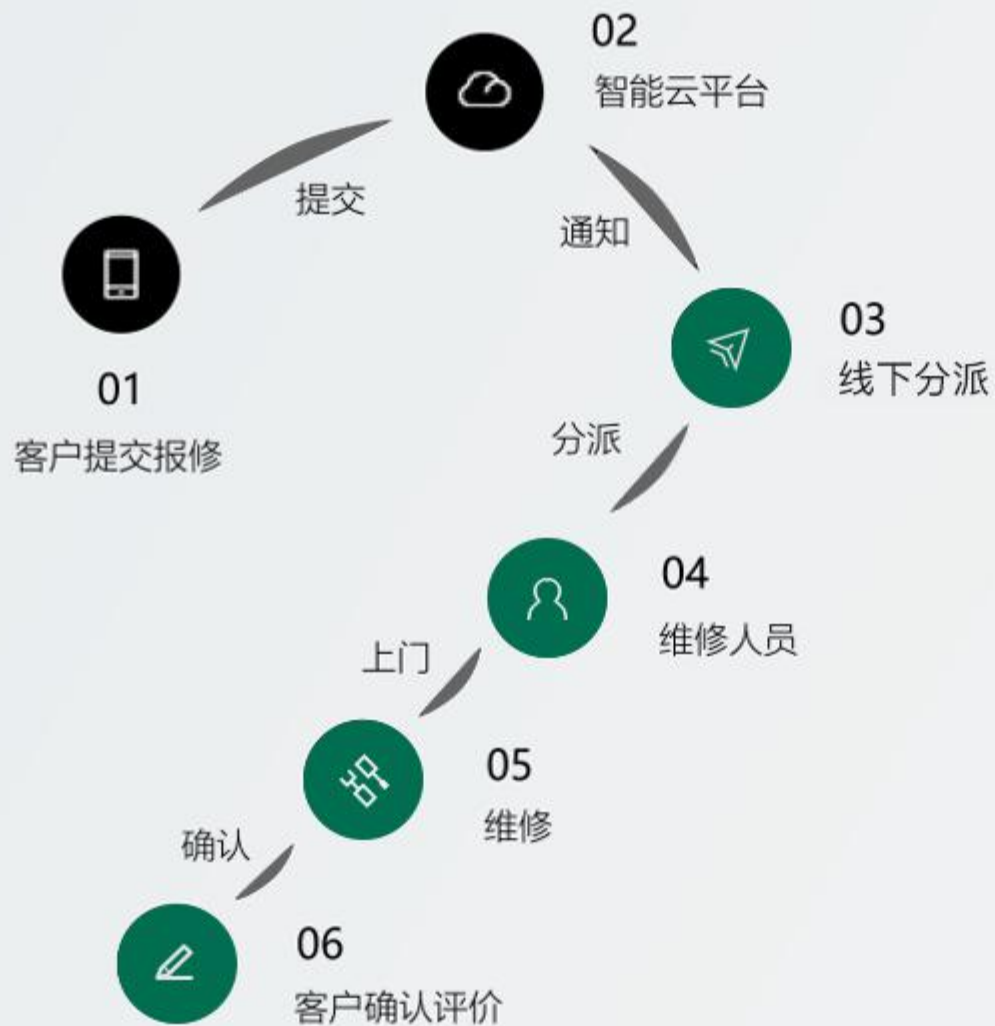 02
智能云平台
提交
通知
01
客户提交报修
03
线下分派
分派
04
维修人员
上门
05
维修
确认
06
客户确认评价